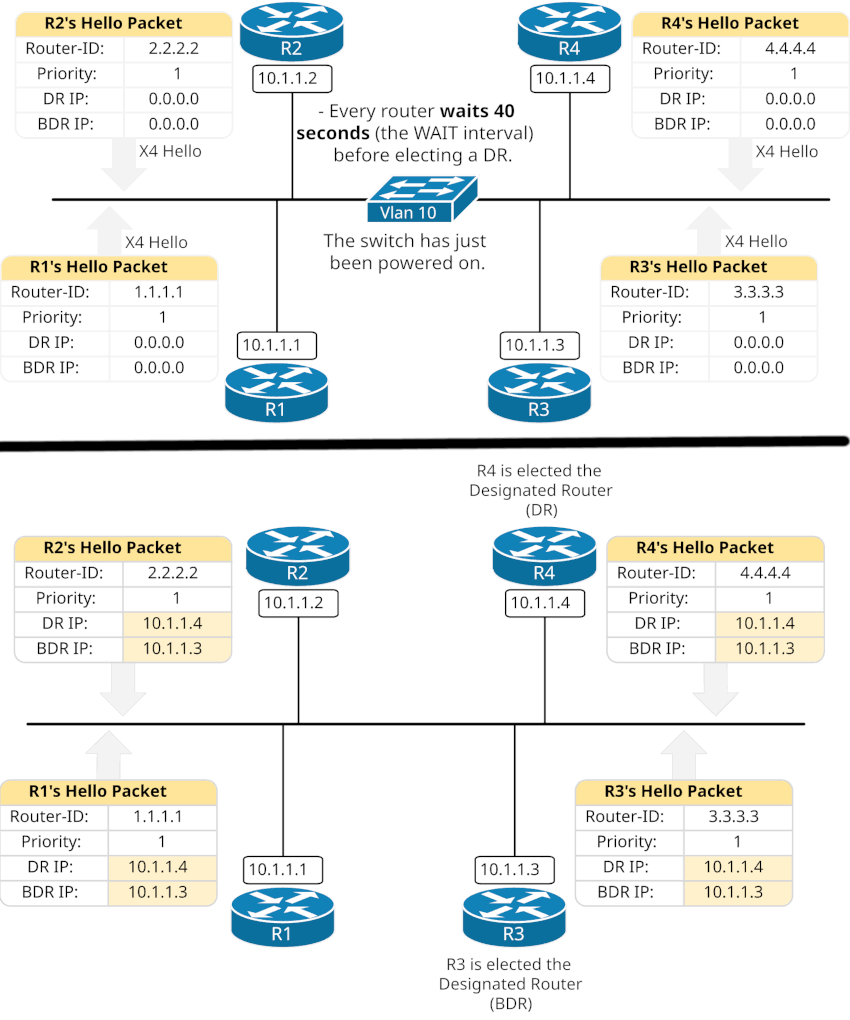 R2's Hello Packet
Router-ID: 2.2.2.2
Priority: 1
DR IP: 0.0.0.0
BDR IP: 0.0.0.0
X4 Hello
R2
10.1.1.2
R4
10.1.1.4
R4's Hello Packet
Router-ID: 4.4.4.4
Priority: 1
DR IP: 0.0.0.0
BDR IP: 0.0.0.0
X4 Hello
- Every router waits 40
seconds (the WAIT interval)
before electing a DR.
Vlan 10
The switch has just
been powered on.
X4 Hello
R1's Hello Packet
Router-ID: 1.1.1.1
Priority: 1
DR IP: 0.0.0.0
BDR IP: 0.0.0.0
10.1.1.1
R1
10.1.1.3
R3
X4 Hello
R3's Hello Packet
Router-ID: 3.3.3.3
Priority: 1
DR IP: 0.0.0.0
BDR IP: 0.0.0.0
R4 is elected the
Designated Router
(DR)
R2's Hello Packet
Router-ID: 2.2.2.2
Priority: 1
DR IP: 10.1.1.4
BDR IP: 10.1.1.3
R2
10.1.1.2
R4
10.1.1.4
R4's Hello Packet
Router-ID: 4.4.4.4
Priority: 1
DR IP: 10.1.1.4
BDR IP: 10.1.1.3
R1's Hello Packet
Router-ID: 1.1.1.1
Priority: 1
DR IP: 10.1.1.4
BDR IP: 10.1.1.3
10.1.1.1
R1
10.1.1.3
R3
R3's Hello Packet
Router-ID: 3.3.3.3
Priority: 1
DR IP: 10.1.1.4
BDR IP: 10.1.1.3
R3 is elected the
Designated Router
(BDR)